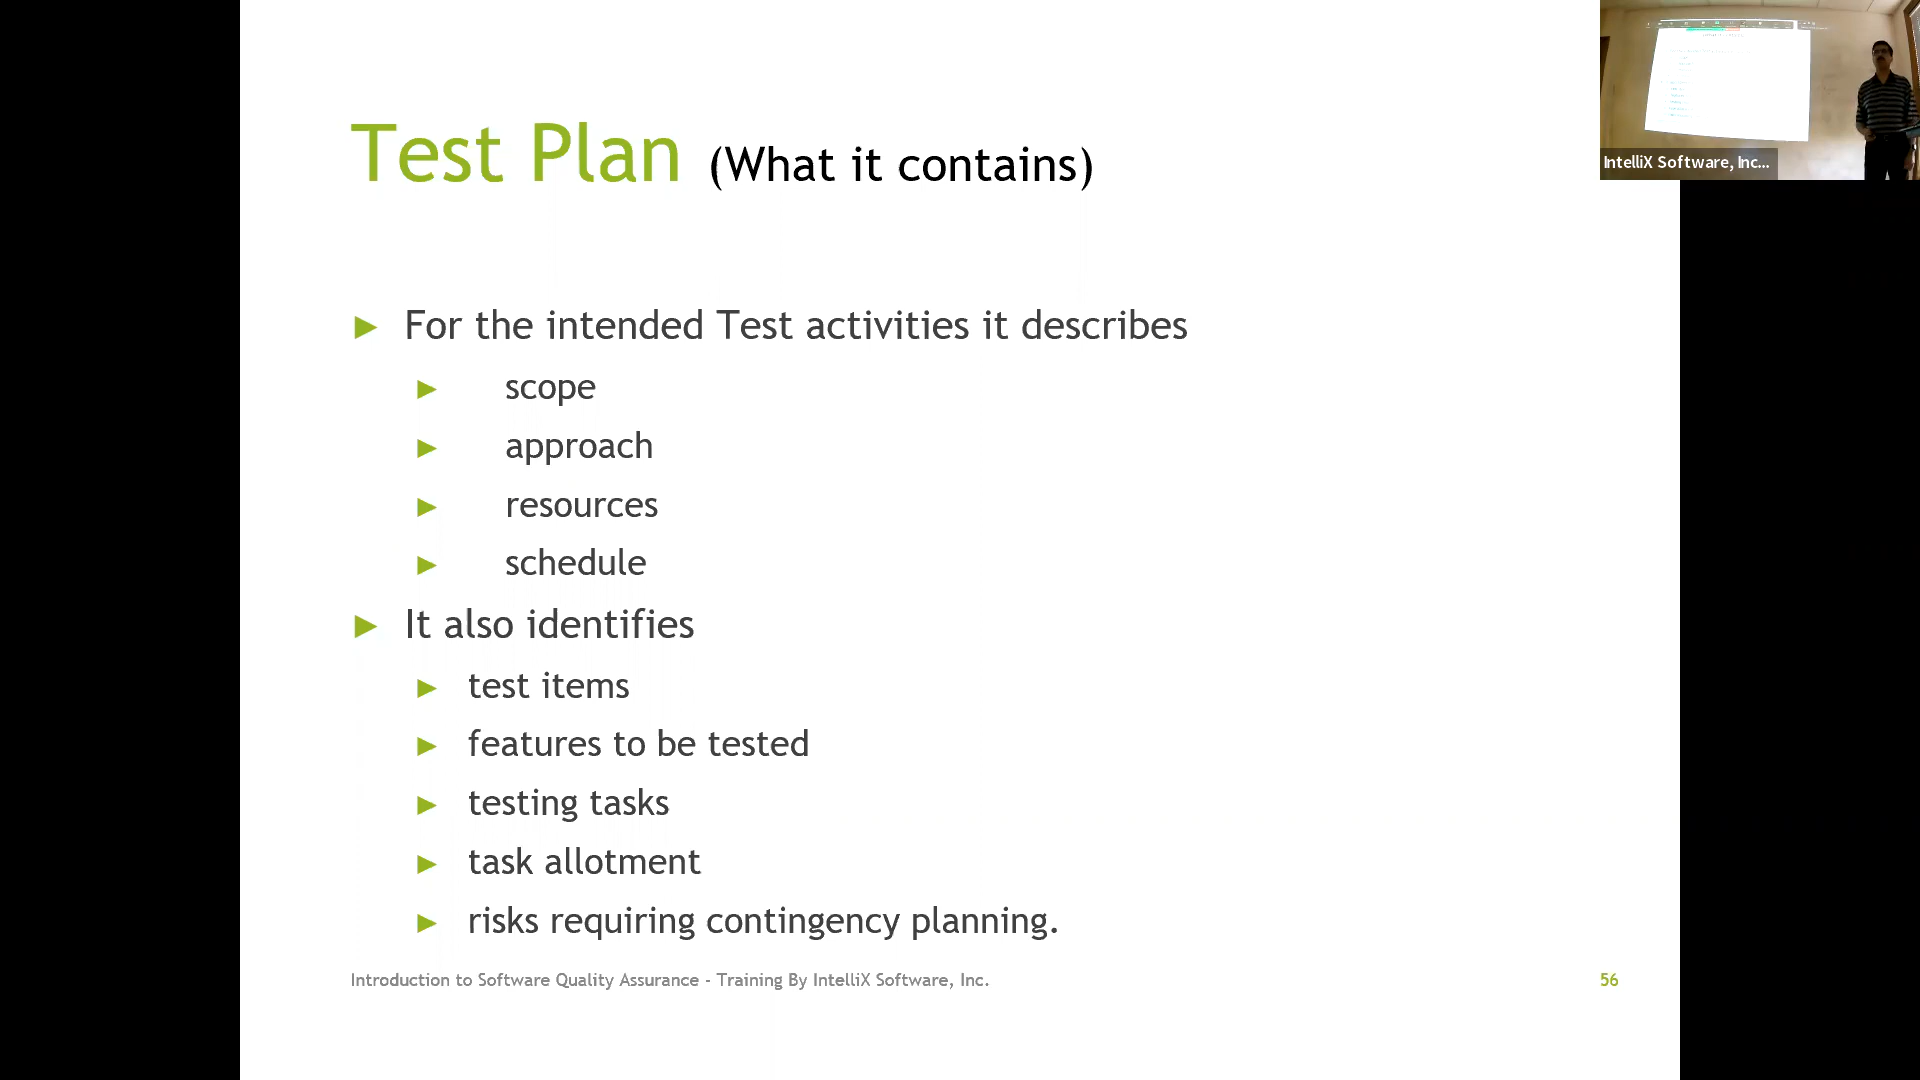 Test Plan (What it contains)
For the intended Test activities it describes
scope
approach
resources
schedule
It also identifies
test items
features to be tested
testing tasks
task allotment
risks requiring contingency planning.
Introduction to Software Quality Assurance - Training By IntelliX Software, Inc.
56
IntelliX Software, Inc...